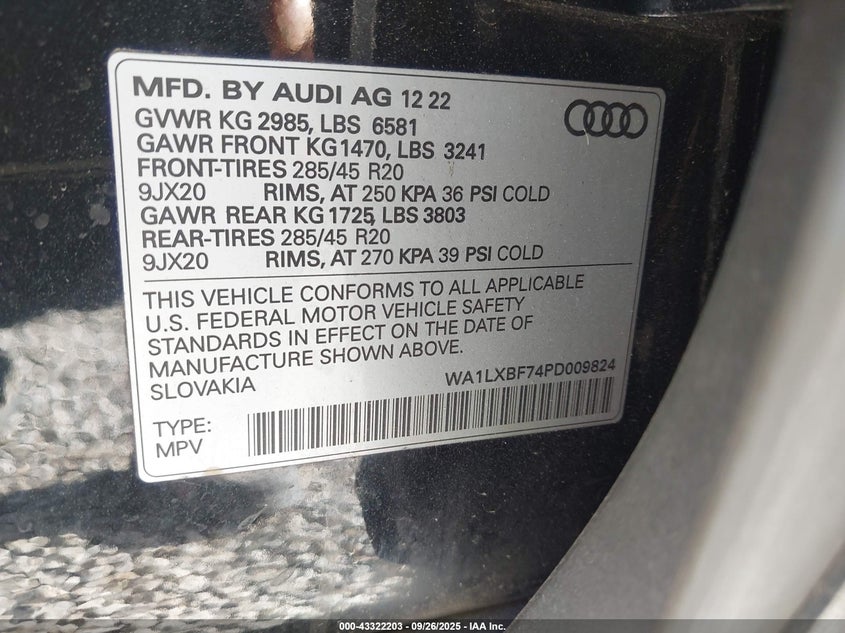 MFD. BY AUDI AG 12 22
GVWR KG 2985, LBS 6581
GAWR FRONT KG1470, LBS 3241
FRONT-TIRES 285/45 R20
9JX20 RIMS, AT 250 KPA 36 PSI COLD
GAWR REAR KG 1725, LBS 3803
REAR-TIRES 285/45 R20
9JX20 RIMS, AT 270 KPA 39 PSI COLD
THIS VEHICLE CONFORMS TO ALL APPLICABLE
U.S. FEDERAL MOTOR VEHICLE SAFETY
STANDARDS IN EFFECT ON THE DATE OF
MANUFACTURE SHOWN ABOVE.
SLOVAKIA
WA1LXBF74PD009824
TYPE:
MPV
000-43322203 - 09/26/2025 - IAA Inc.